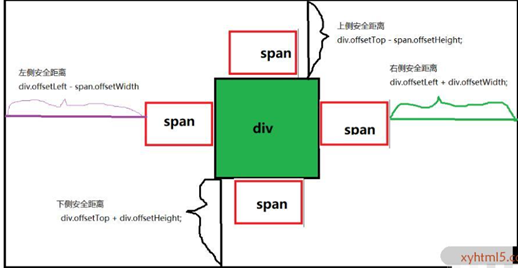 上侧安全距离
div.offsetTop - span.offsetHeight;
span
左侧安全距离
div.offsetLeft - span.offsetWidth
右侧安全距离
div.offsetLeft + div.offsetWidth;
span
div
span
下侧安全距离
div.offsetTop + div.offsetHeight;
span